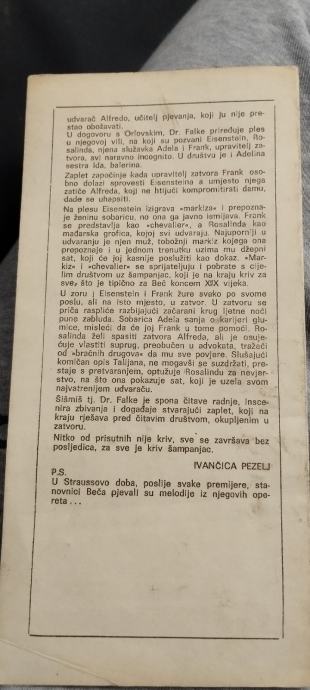 udvarač Alfredo, učitelj pjevanja, koji ju nije pre-
stao obožavati.
U dogovoru s Orlovskim, Dr. Falke priređuje ples
u njegovoj vili, na koji su pozvani Eisenstein, Ro-
salinda, njena služavka Adela i Frank, upravitelj za-
tvora, svi naravno incognito. U društvu je i Adelina
sestra Ida, balerina.
Zaplet započinje kada upravitelj zatvora Frank oso-
bno dolazi sprovesti Eisensteina a umjesto njega
zatiče Alfreda, koji ne htijući kompromitirati damu,
dade se uhapsiti.
Na plesu Eisenstein izigrava »markiza« i prepozna-
je ženinu sobaricu, no ona ga javno ismijava. Frank
se predstavlja kao »chevalier«, a Rosalinda kao
mađarska grofica, kojoj svi udvaraju. Najuporniji u
udvaranju je njen muž, tobožnji markiz kojega ona
prepoznaje i u jednom trenutku uzima mu džepni
sat, koji će joj kasnije poslužiti kao dokaz. »Mar-
kiz« i »chevalier« se sprijatelјuju i pobrate s cije-
lim društvom uz šampanjac, koji je na kraju kriv za
sve, što je tipično za Beč koncem XIX vijeka.
U zoru i Eisenstein i Frank žure svako po svome
poslu, ali na isto mjesto, u zatvor. U zatvoru se
priča raspliće razbijajući začarani krug ljetne noći
pune zabluda. Sobarica Adela sanja o karijeri glu-
mice, misleći da će joj Frank u tome pomoći. Ro-
salinda želi spasiti zatvora Alfreda, ali je osuje-
ćuje vlastiti suprug, preobučen u advokata, tražeći
od »bračnih drugova« da mu sve povjere. Slušajući
komičan opis Talijana, ne mogavši se suzdržati, pre-
staje s pretvaranjem, optužuje Rosalindu za nevjer-
stvo, na što ona pokazuje sat, koji je uzela svom
najvatrenijem udvaraču.
Šišmiš tj. Dr. Falke je spona čitave radnje, insce-
nira zbivanja i događaje stvarajući zaplet, koji na
kraju rješava pred čitavim društvom, okupljenim u
zatvoru.
Nitko od prisutnih nije kriv, sve se završava bez
posljedica, za sve je kriv šampanjac.
IVANČICA PEZELJ
P.S.
U Straussovo doba, poslije svake premijere, sta-
novnici Beča pjevali su melodije iz njegovih ope-
reta . . .